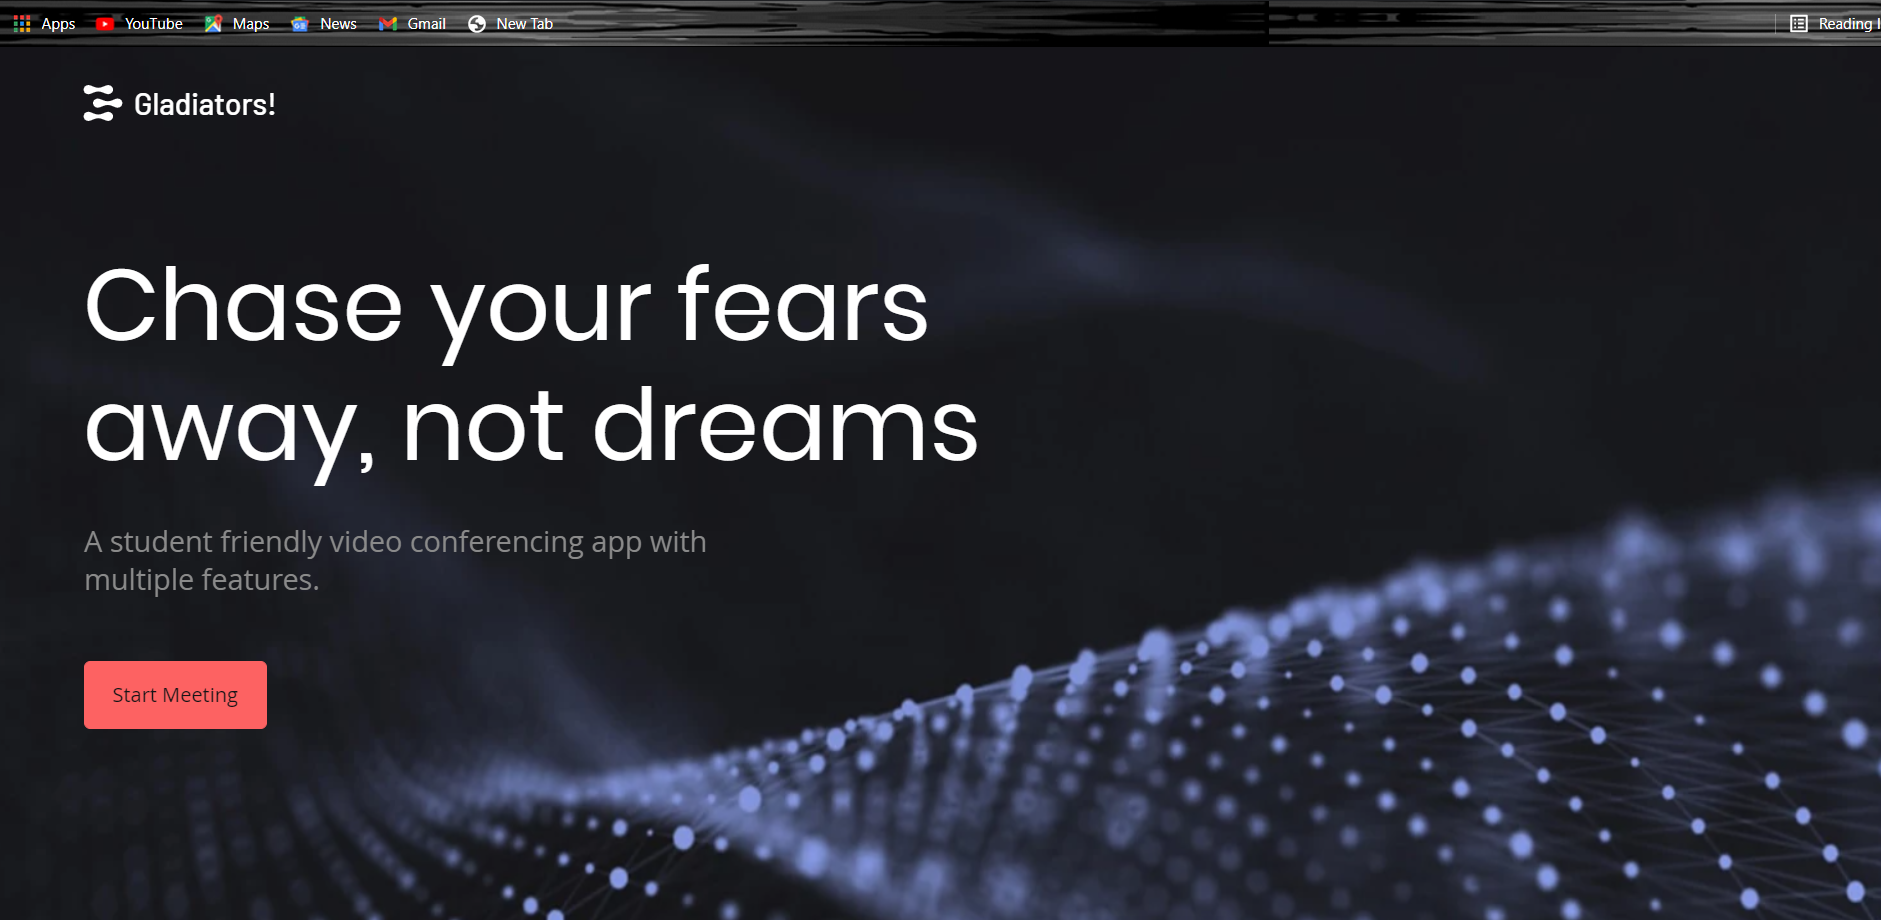 Apps YouTube Maps News Gmail New Tab Reading
Gladiators!
Chase your fears
away, not dreams
A student friendly video conferencing app with
multiple features.
Start Meeting